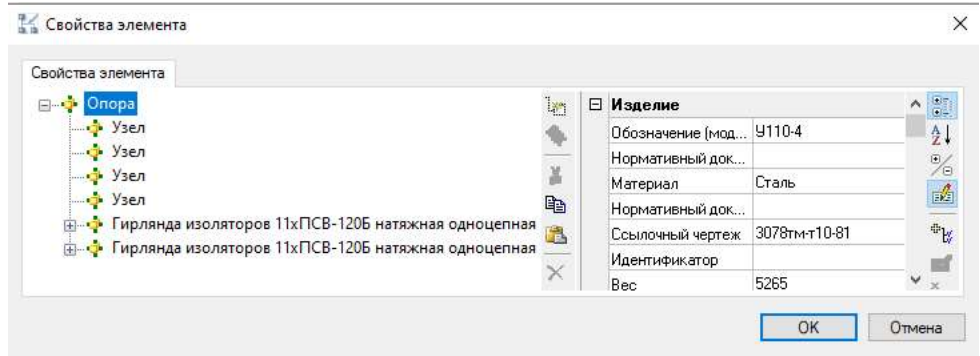 Свойства элемента
Свойства элемента
Опора
Узел
Узел
Узел
Узел
Гирлянда изоляторов 11хПСВ-120Б натяжная одноцепная
Гирлянда изоляторов 11хПСВ-120Б натяжная одноцепная
Изделие
Обозначение (мод... У110-4
Нормативный док...
Материал Сталь
Нормативный док...
Ссылочный чертеж 3078тм-т10-81
Идентификатор
Вес 5265
OK Отмена